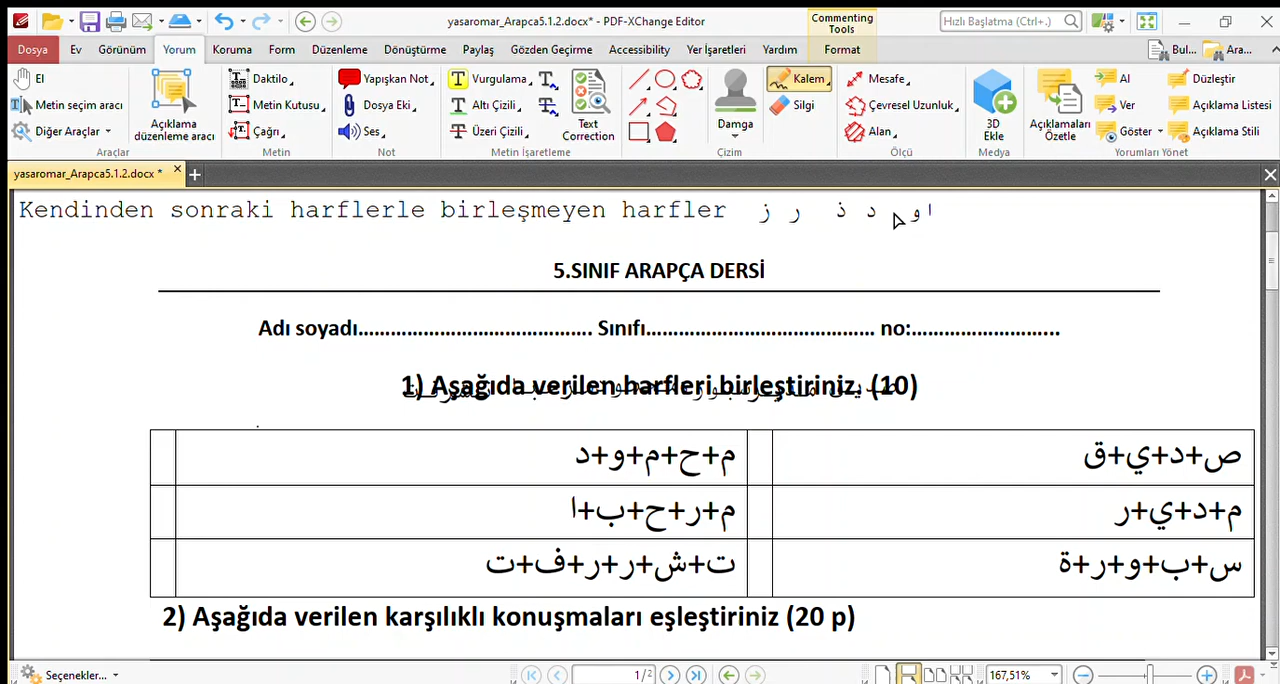 yasaromar_Arapca5.1.2.docx* - PDF-XChange Editor
Commenting Tools
Hızlı Başlatma (Ctrl+.)
Dosya Ev Görünüm Yorum Koruma Form Düzenleme Dönüştürme Paylaş Gözden Geçirme Accessibility Yer İşaretleri Yardım Format Bul... Ara...
El
Metin seçim aracı
Diğer Araçlar
Açıklama düzenleme aracı
Araçlar
Daktilo
Metin Kutusu
Çağrı
Metin
Yapışkan Not
Dosya Eki
Ses
Not
Vurgulama
Altı Çizili
Üzeri Çizili
Text Correction
Metin İşaretleme
Damga
Kalem
Silgi
Çizim
Mesafe
Çevresel Uzunluk
Alan
Ölçü
3D Ekle
Medya
Açıklamaları Özetle
Al
Ver
Göster
Düzleştir
Açıklama Listesi
Açıklama Stili
Yorumları Yönet
yasaromar_Arapca5.1.2.docx *
Kendinden sonraki harflerle birleşmeyen harfler ا و د ذ ر ز
5.SINIF ARAPÇA DERSİ
Adı soyadı............................................. Sınıfı............................................ no:............................
1) Aşağıda verilen harfleri birleştiriniz. (10)
ص+د+ي+ق
م+ح+م+و+د
م+د+ي+ر
م+ر+ح+ب+ا
س+ب+و+ر+ة
ت+ش+ر+ر+ف+ت
2) Aşağıda verilen karşılıklı konuşmaları eşleştiriniz (20 p)
Seçenekler... 1/2 167,51%